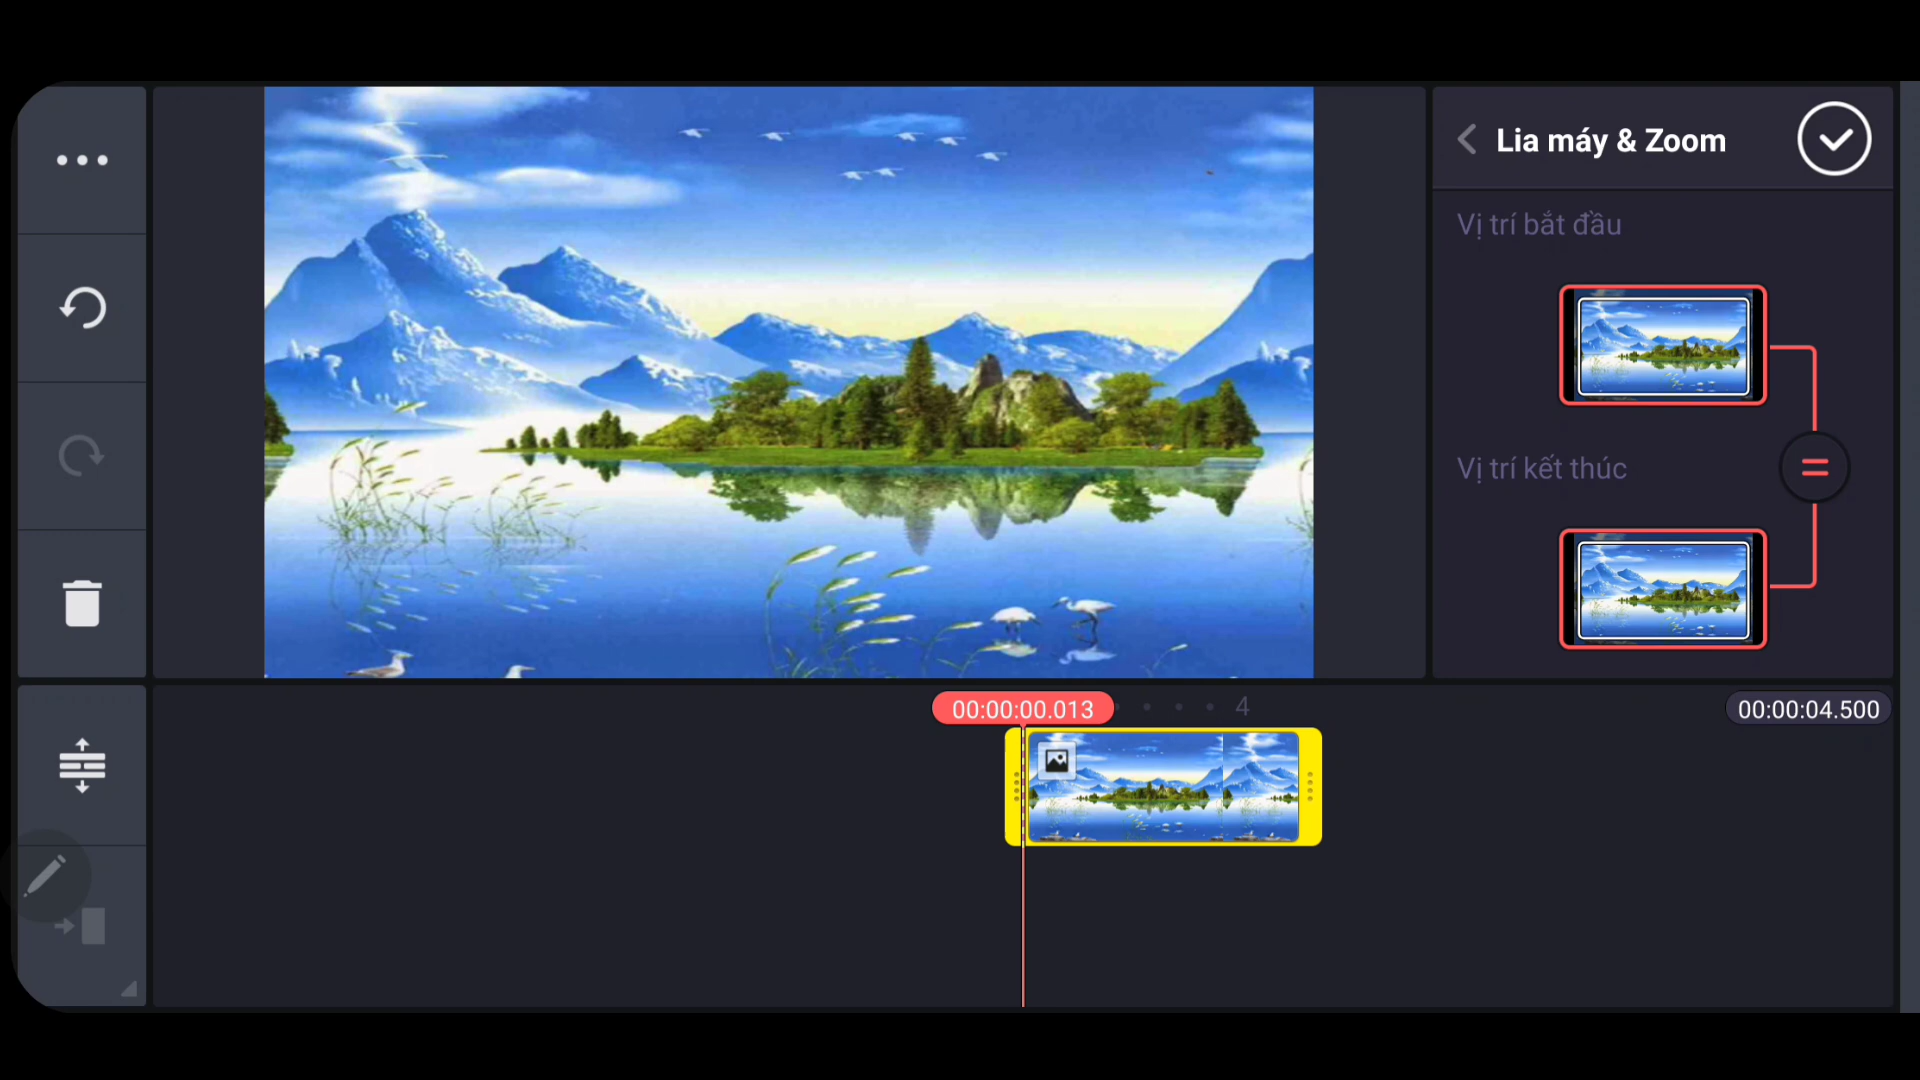 Lia máy & Zoom
Vị trí bắt đầu
Vị trí kết thúc
00:00:00.013
4
00:00:04.500